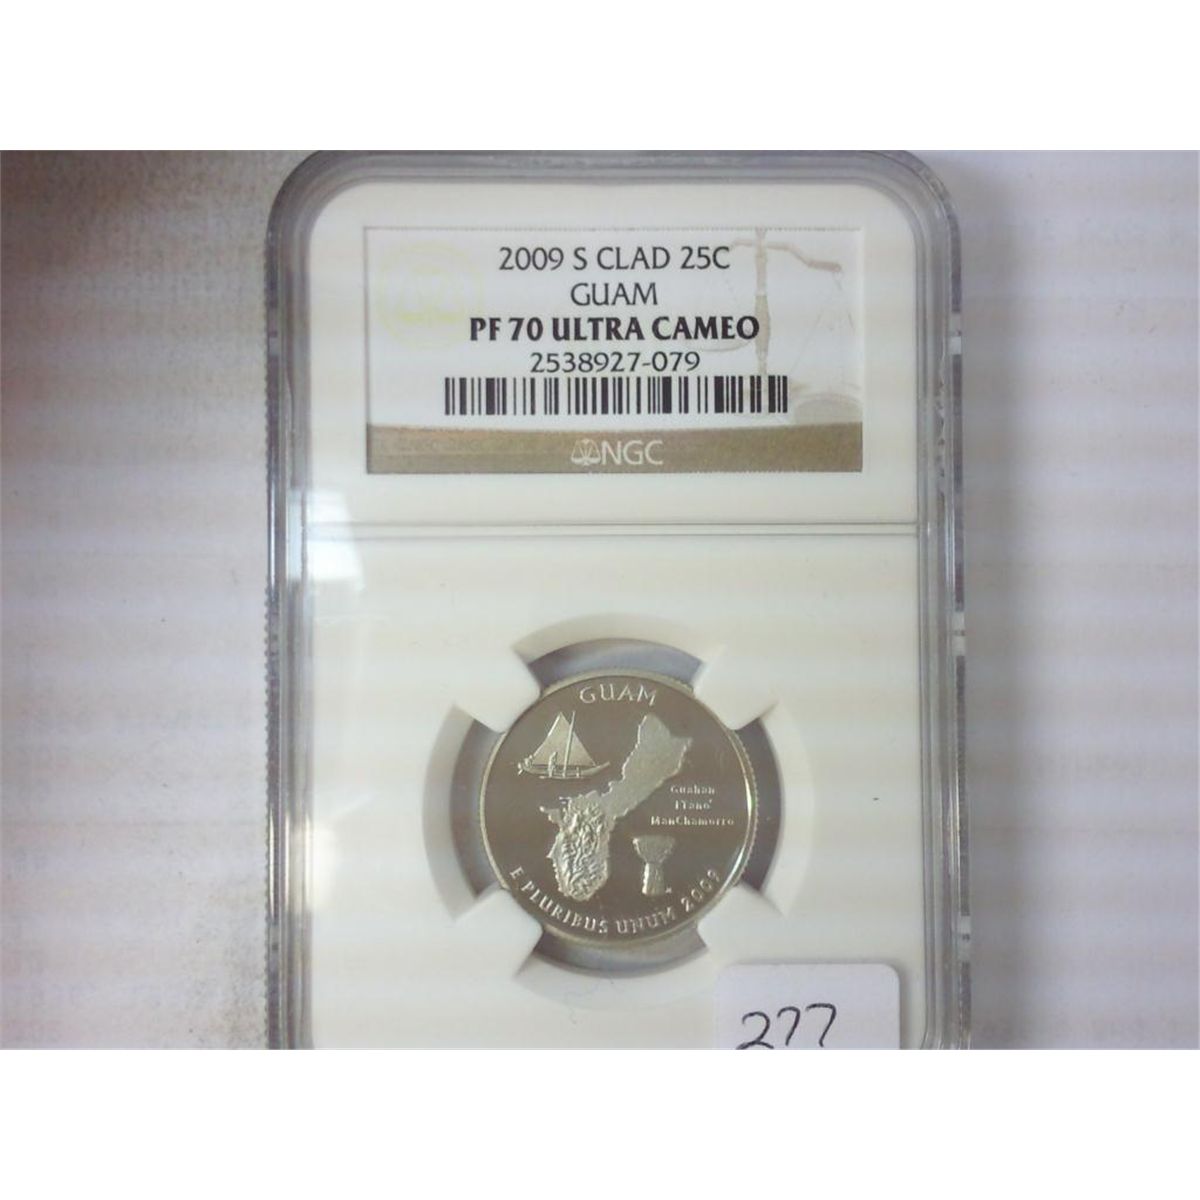 2009 S CLAD 25C
GUAM
PF 70 ULTRA CAMEO
2538927-079
NGC
GUAM
Guahan
I Tano'
ManChamorro
E PLURIBUS UNUM 2009
277